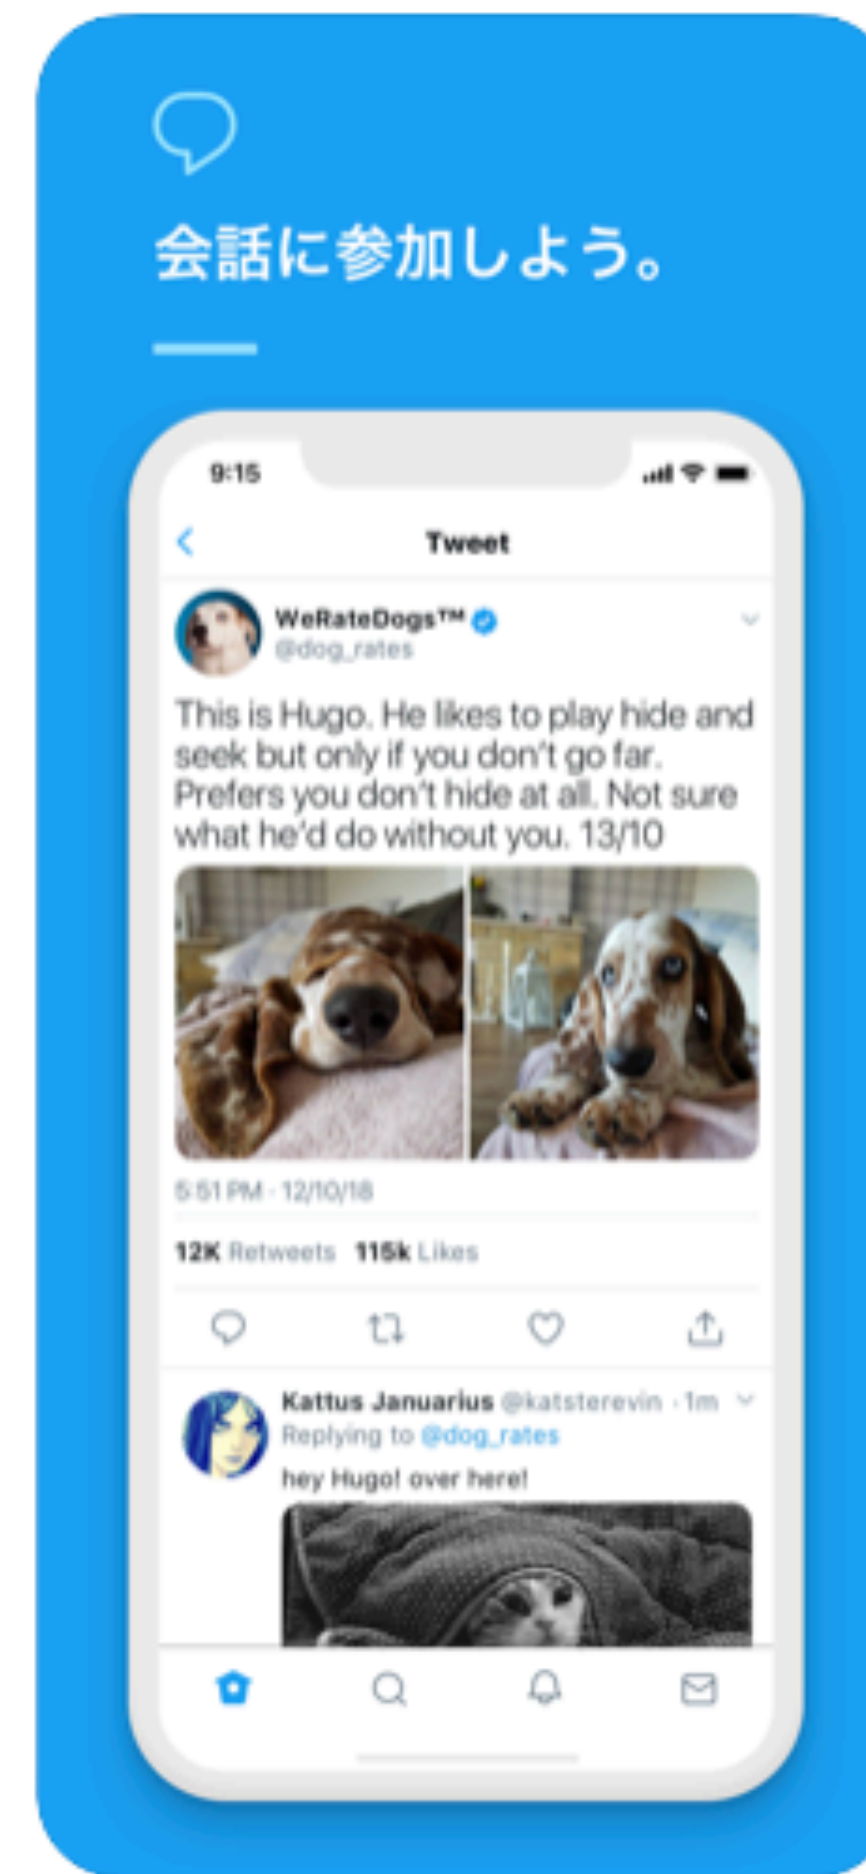 会話に参加しよう。
9:15
Tweet
WeRateDogs™
@dog_rates
This is Hugo. He likes to play hide and
seek but only if you don't go far.
Prefers you don't hide at all. Not sure
what he'd do without you. 13/10
5:51 PM · 12/10/18
12K Retweets 115k Likes
Kattus Januarius @katsterevin · 1m
Replying to @dog_rates
hey Hugo! over here!